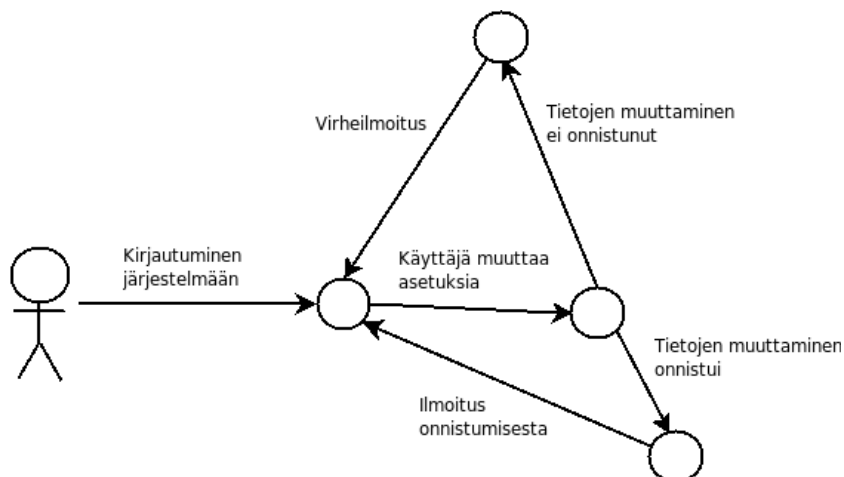 Tietojen muuttaminen
ei onnistunut
Virheilmoitus
Kirjautuminen
järjestelmään
Käyttäjä muuttaa
asetuksia
Tietojen muuttaminen
onnistui
Ilmoitus
onnistumisesta